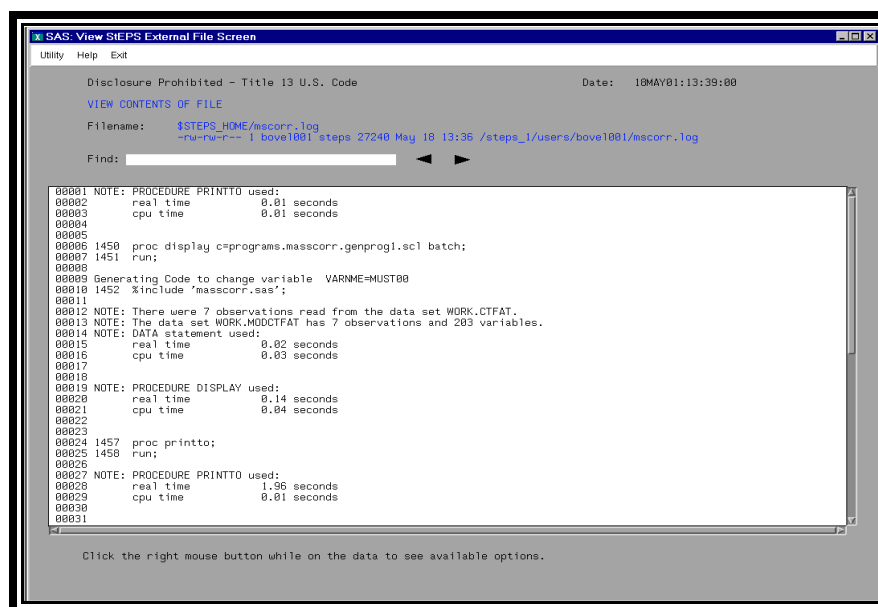 X SAS: View StEPS External File Screen
Utility Help Exit
Disclosure Prohibited - Title 13 U.S. Code Date: 18MAY01:13:39:00
VIEW CONTENTS OF FILE
Filename: $STEPS_HOME/mscorr.log
-rw-rw-r-- 1 bovel001 steps 27240 May 18 13:36 /steps_1/users/bovel001/mscorr.log
Find:
00001 NOTE: PROCEDURE PRINTTO used:
00002 real time 0.01 seconds
00003 cpu time 0.01 seconds
00004
00005
00006 1450 proc display c=programs.masscorr.genprog1.scl batch;
00007 1451 run;
00008
00009 Generating Code to change variable VARNME=MUST00
00010 1452 %include 'masscorr.sas';
00011
00012 NOTE: There were 7 observations read from the data set WORK.CTFAT.
00013 NOTE: The data set WORK.MODCTFAT has 7 observations and 203 variables.
00014 NOTE: DATA statement used:
00015 real time 0.02 seconds
00016 cpu time 0.03 seconds
00017
00018
00019 NOTE: PROCEDURE DISPLAY used:
00020 real time 0.14 seconds
00021 cpu time 0.04 seconds
00022
00023
00024 1457 proc printto;
00025 1458 run;
00026
00027 NOTE: PROCEDURE PRINTTO used:
00028 real time 1.96 seconds
00029 cpu time 0.01 seconds
00030
00031
Click the right mouse button while on the data to see available options.